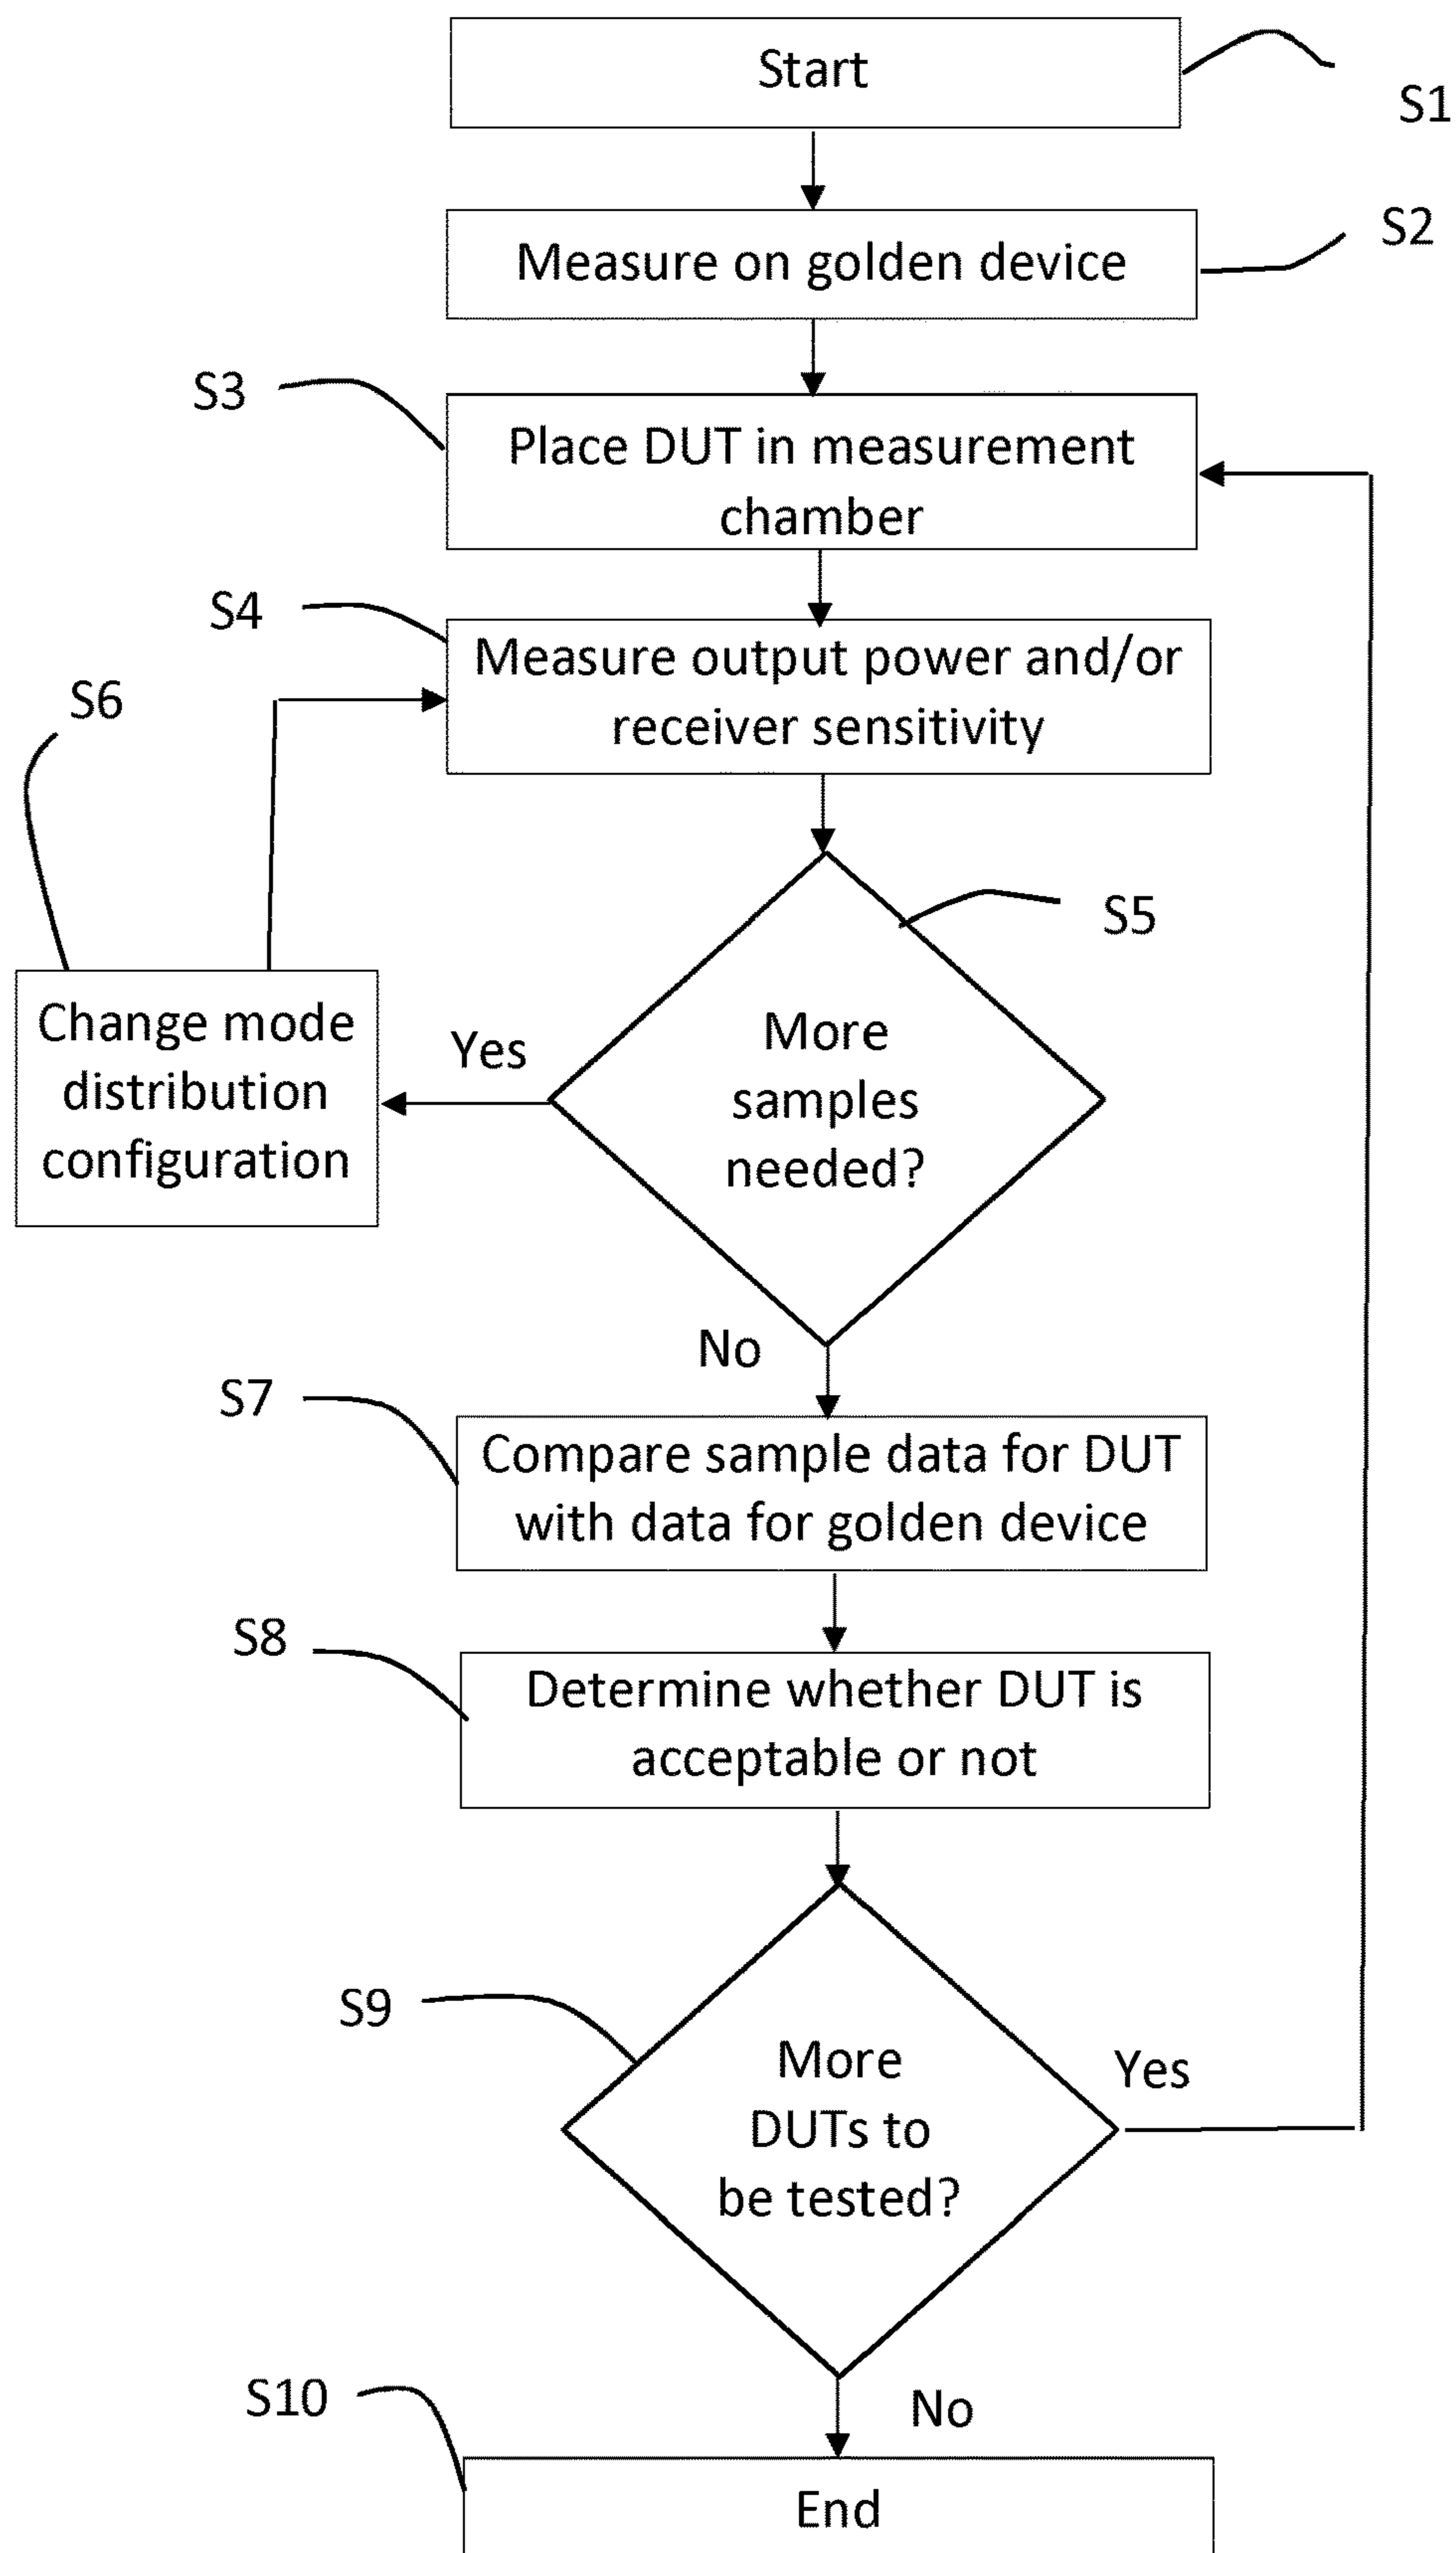 Start
S1
Measure on golden device
S2
S3
Place DUT in measurement
chamber
S4
Measure output power and/or
receiver sensitivity
S6
S5
Change mode
distribution
configuration
Yes
More
samples
needed?
No
S7
Compare sample data for DUT
with data for golden device
S8
Determine whether DUT is
acceptable or not
S9
More
DUTs to
be tested?
Yes
S10
No
End